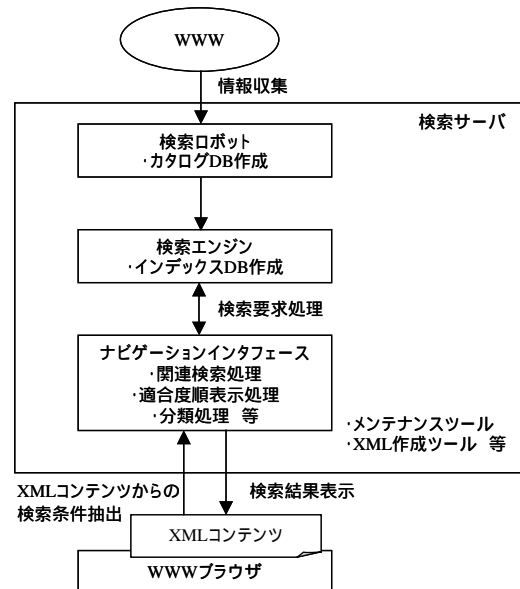 WWW
情報収集
検索サーバ
検索ロボット
・カタログDB作成
検索エンジン
・インデックスDB作成
検索要求処理
ナビゲーションインタフェース
・関連検索処理
・適合度順表示処理
・分類処理 等
・メンテナンスツール
・XML作成ツール 等
XMLコンテンツからの
検索条件抽出
検索結果表示
XMLコンテンツ
WWWブラウザ